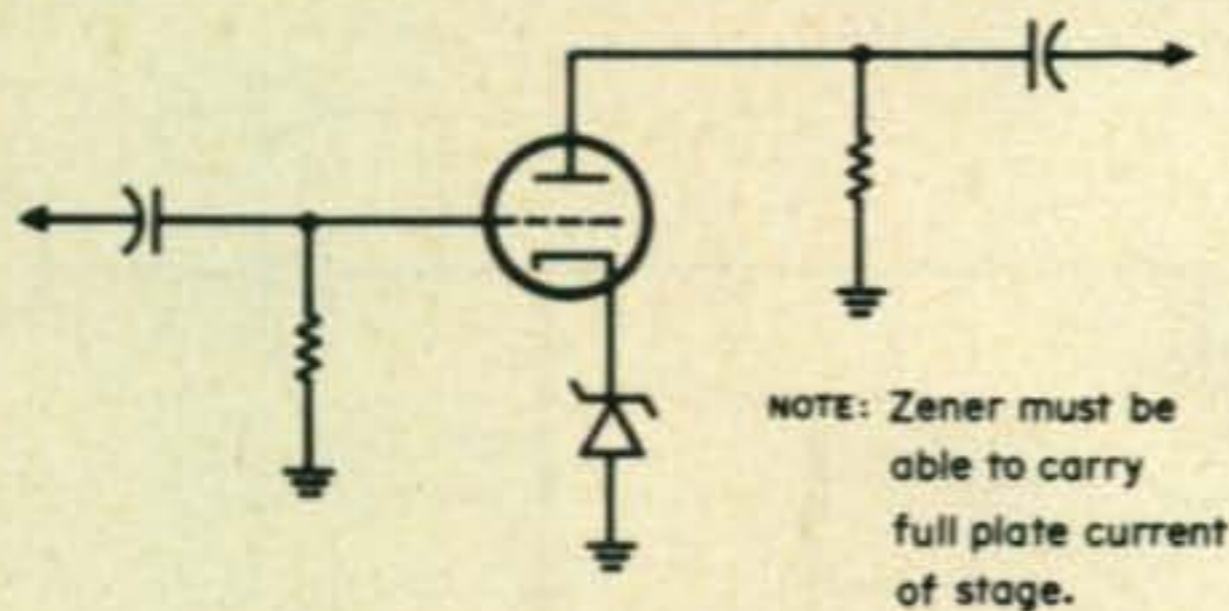 NOTE: Zener must be
able to carry
full plate current
of stage.